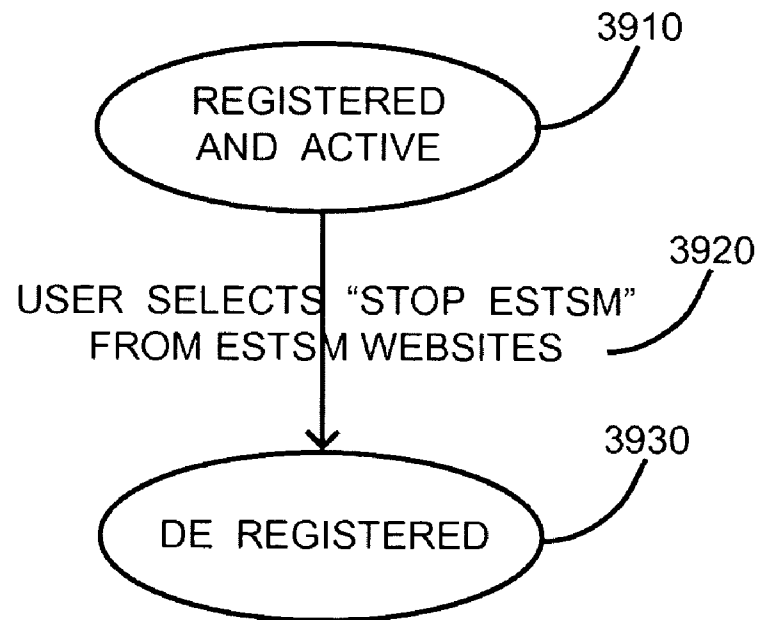 3910
REGISTERED
AND ACTIVE
3920
USER SELECTS “STOP ESTSM”
FROM ESTSM WEBSITES
3930
DE REGISTERED